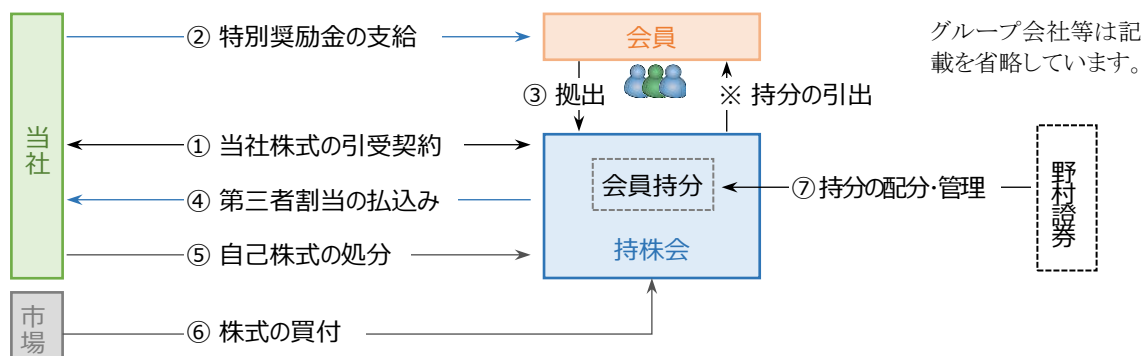 ② 特別奨励金の支給
会員
グループ会社等は記
載を省略しています。
③ 拠出
※ 持分の引出
当社
① 当社株式の引受契約
会員持分
⑦ 持分の配分・管理
野村證券
④ 第三者割当の払込み
⑤ 自己株式の処分
持株会
市場
⑥ 株式の買付